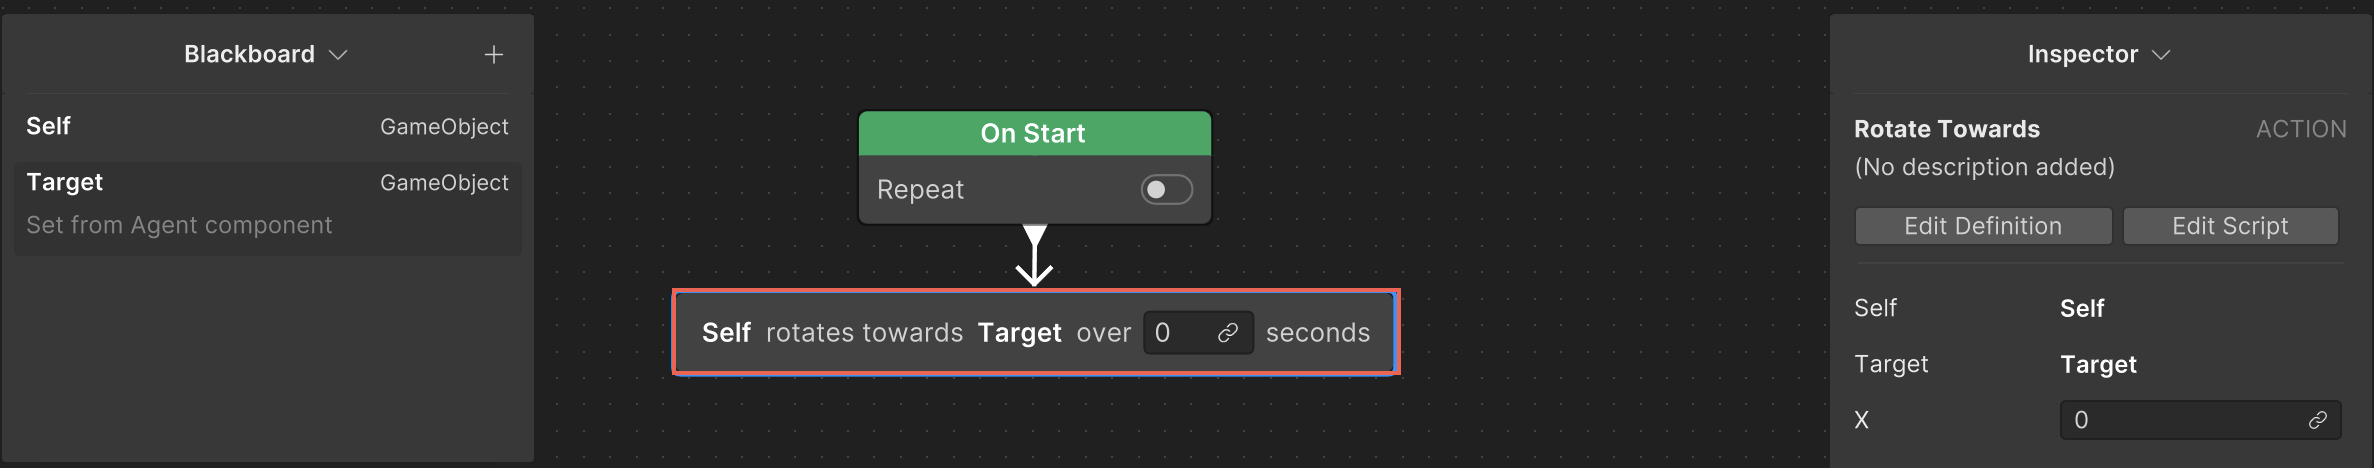 Blackboard
Self GameObject
Target GameObject
Set from Agent component
On Start
Repeat
Self rotates towards Target over 0 seconds
Inspector
Rotate Towards ACTION
(No description added)
Edit Definition Edit Script
Self Self
Target Target
X 0